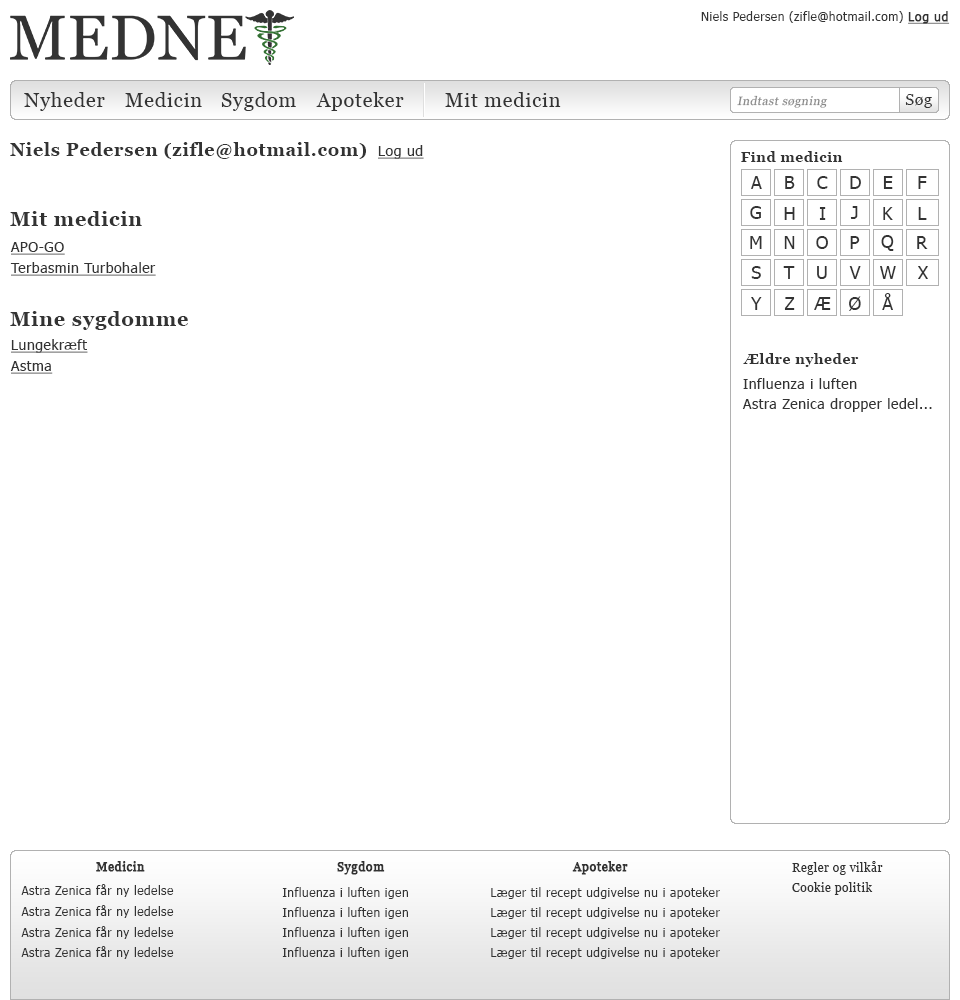 MEDNE
Niels Pedersen (zifle@hotmail.com) Log ud
Nyheder Medicin Sygdom Apoteker Mit medicin
Indtast søgning Søg
Niels Pedersen (zifle@hotmail.com) Log ud
Mit medicin
APO-GO
Terbasmin Turbohaler
Mine sygdomme
Lungekræft
Astma
Find medicin
A B C D E F
G H I J K L
M N O P Q R
S T U V W X
Y Z Æ Ø Å
Ældre nyheder
Influenza i luften
Astra Zenica dropper ledel...
Medicin
Astra Zenica får ny ledelse
Astra Zenica får ny ledelse
Astra Zenica får ny ledelse
Astra Zenica får ny ledelse
Sygdom
Influenza i luften igen
Influenza i luften igen
Influenza i luften igen
Influenza i luften igen
Apoteker
Læger til recept udgivelse nu i apoteker
Læger til recept udgivelse nu i apoteker
Læger til recept udgivelse nu i apoteker
Læger til recept udgivelse nu i apoteker
Regler og vilkår
Cookie politik